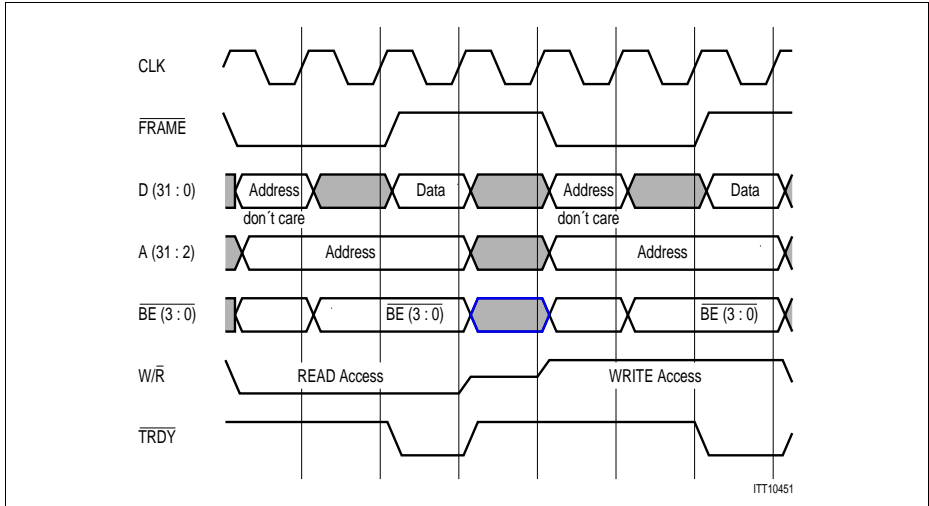 CLK
FRAME
D (31 : 0) Address Data Address Data
don´t care don´t care
A (31 : 2) Address Address
BE (3 : 0) BE (3 : 0) BE (3 : 0)
W/R READ Access WRITE Access
TRDY
ITT10451